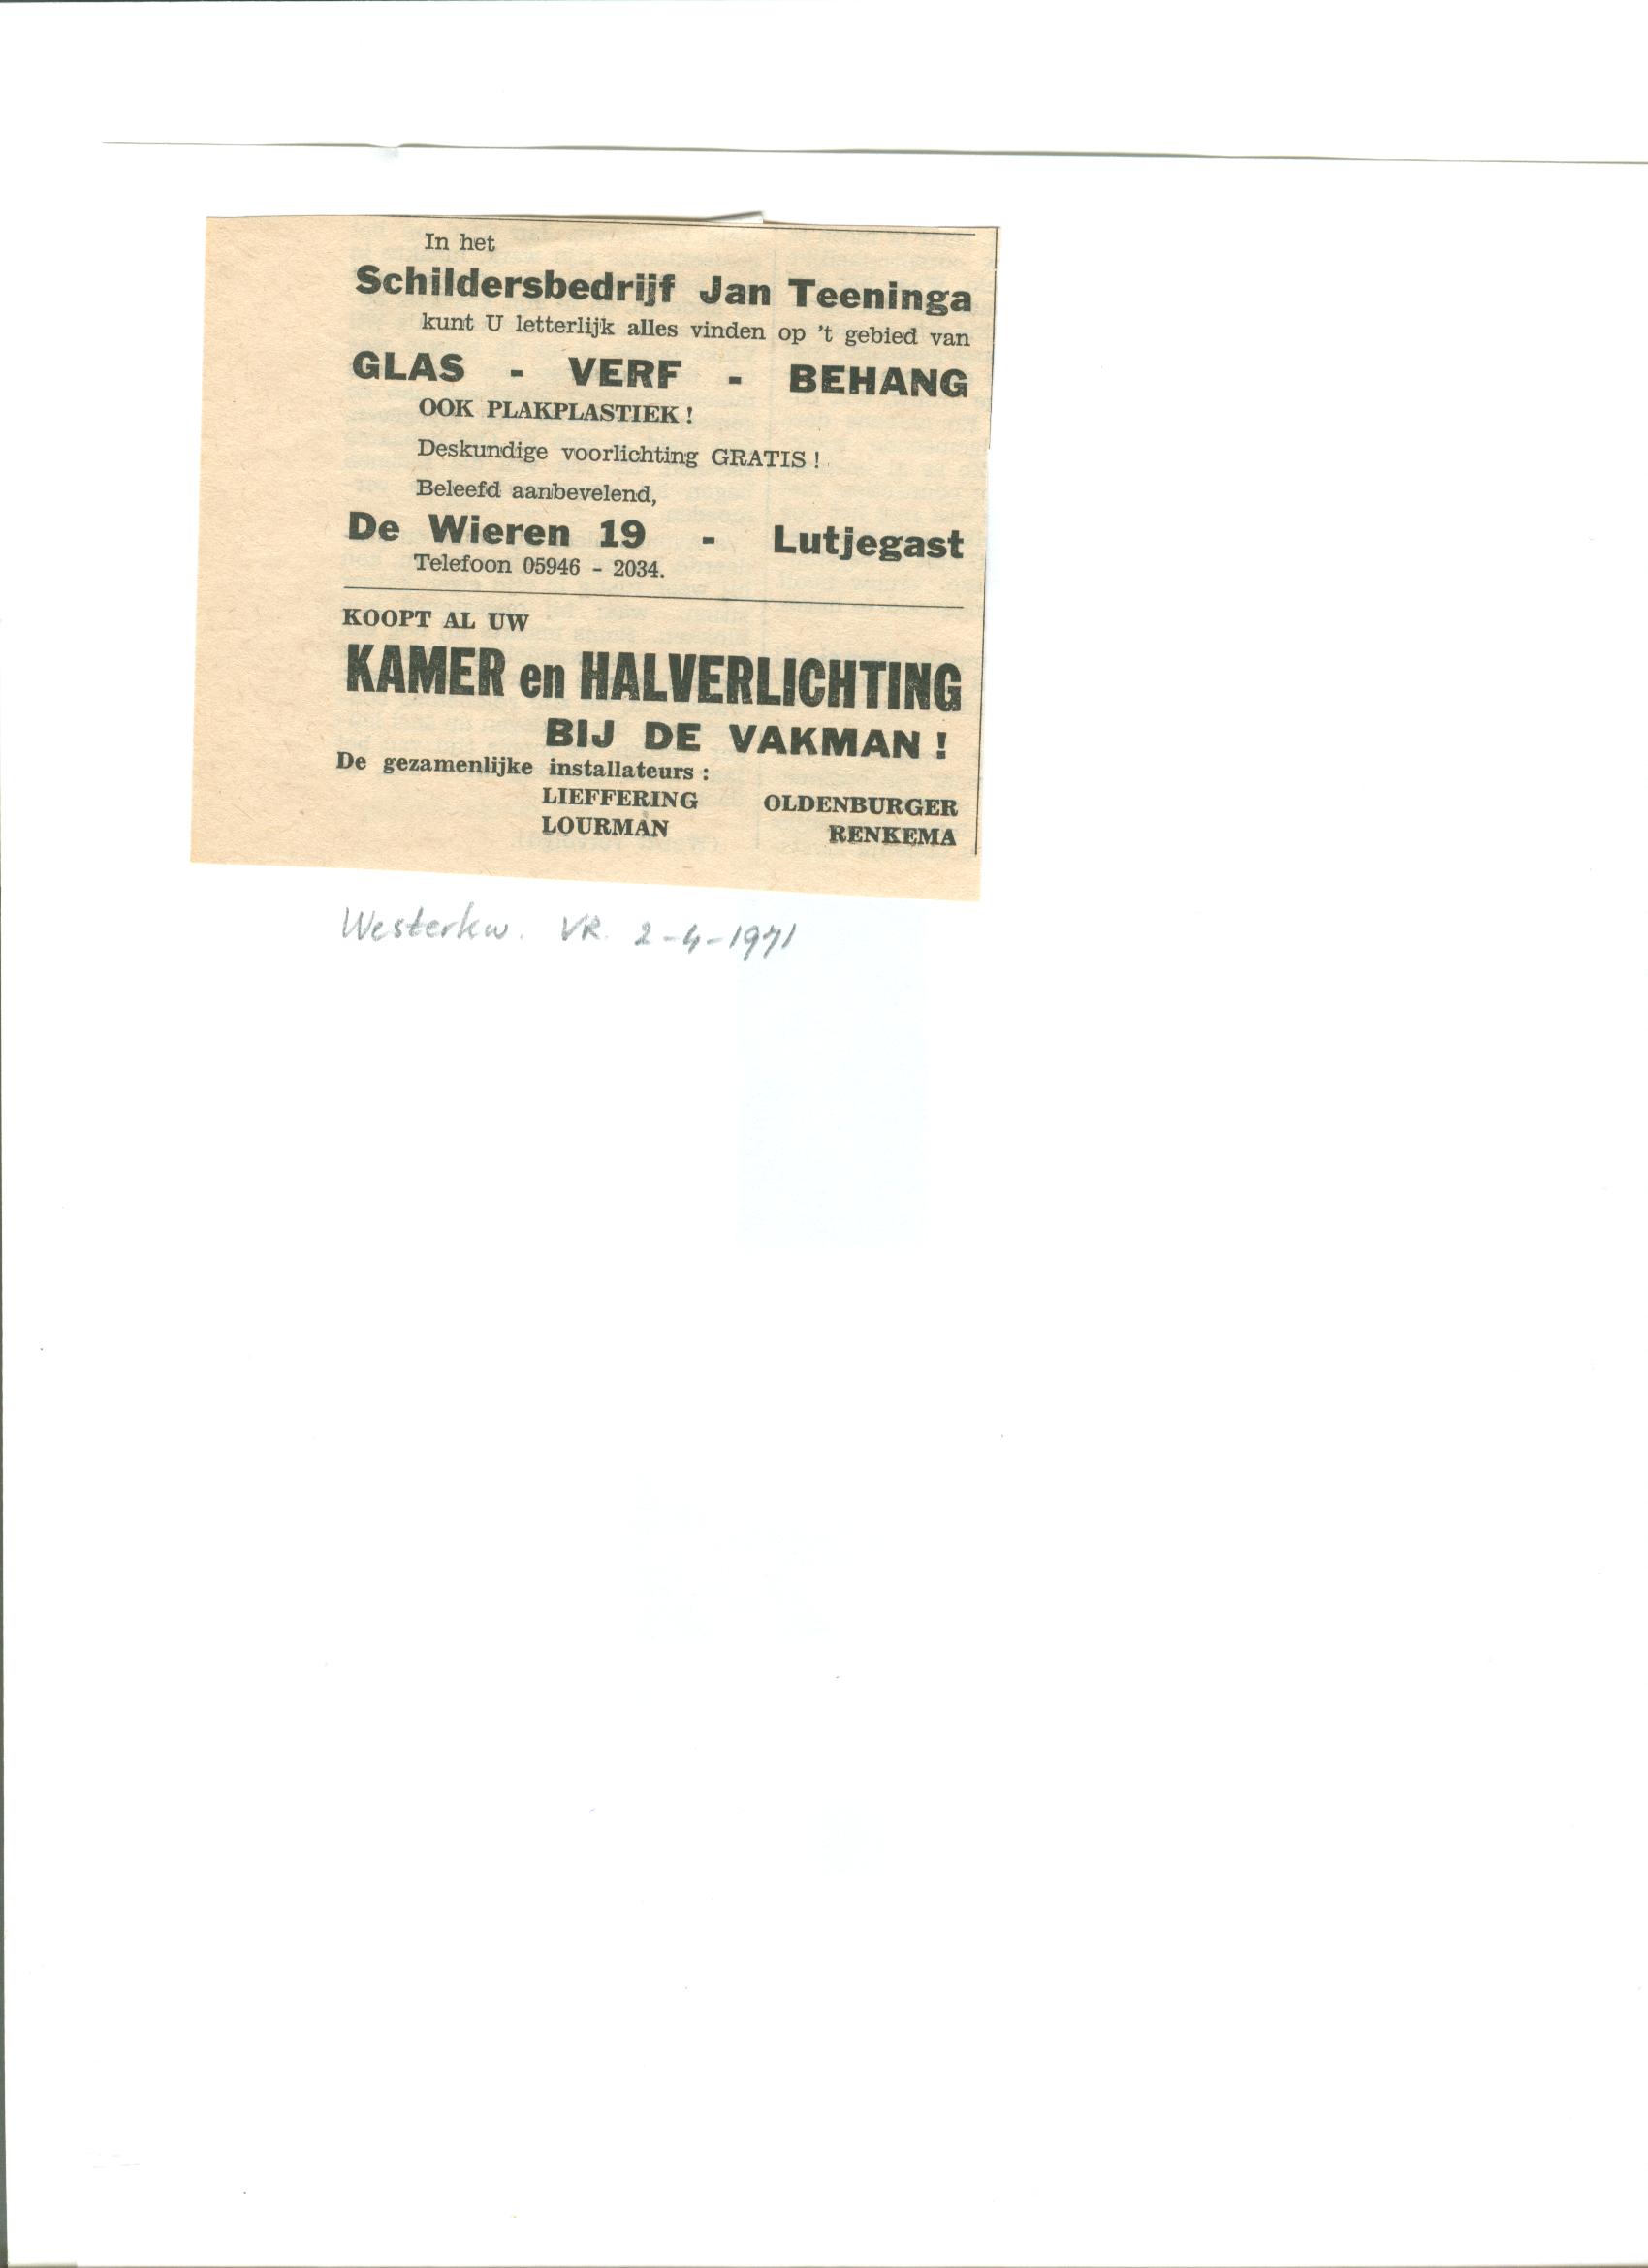 In het
Schildersbedrijf Jan Teeninga
kunt U letterlijk alles vinden op 't gebied van
GLAS - VERF - BEHANG
OOK PLAKPLASTIEK !
Deskundige voorlichting GRATIS !
Beleefd aanbevelend,
De Wieren 19 - Lutjegast
Telefoon 05946 - 2034.
KOOPT AL UW
KAMER en HALVERLICHTING
BIJ DE VAKMAN !
De gezamenlijke installateurs :
LIEFFERING OLDENBURGER
LOURMAN RENKEMA
Westerkw. VR. 2-4-1971